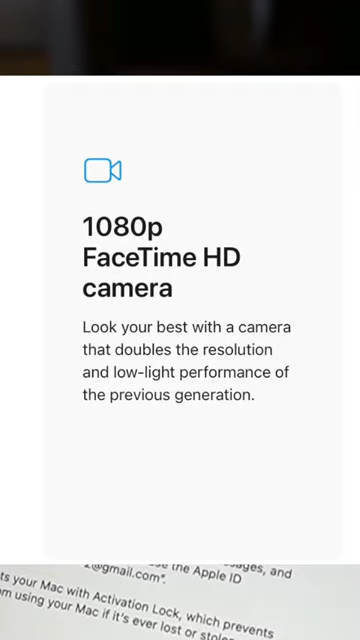 1080p
FaceTime HD
camera
Look your best with a camera
that doubles the resolution
and low-light performance of
the previous generation.
and
the Apple ID
@gmail.com".
ts your Mac with Activation Lock, which prevents
m using your Mac if it's ever lost or